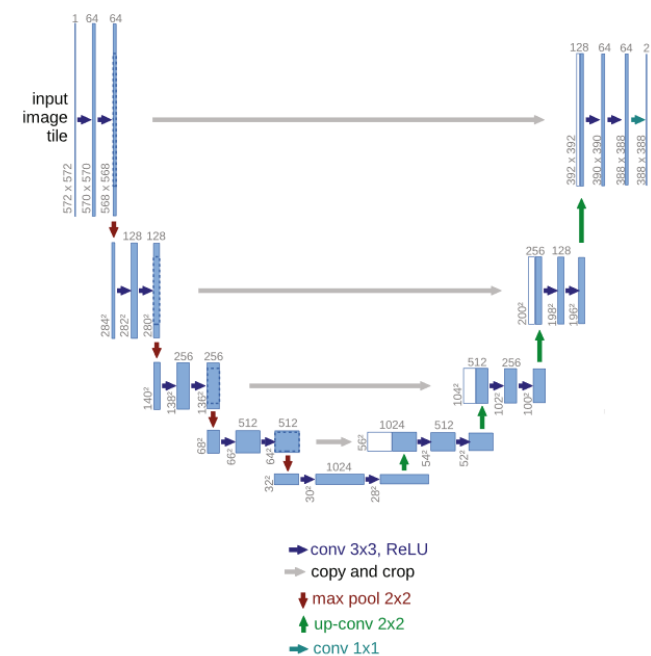 1 64 64
128 64 64 2
input
image
tile
572 x 572
570 x 570
568 x 568
392 x 392
390 x 390
388 x 388
388 x 388
128 128
256 128
284²
282²
280²
200²
198²
196²
256 256
512 256
140²
138²
136²
104²
102²
100²
512 512
1024 512
68²
66²
64²
56²
54²
52²
1024
32²
30²
28²
conv 3x3, ReLU
copy and crop
max pool 2x2
up-conv 2x2
conv 1x1